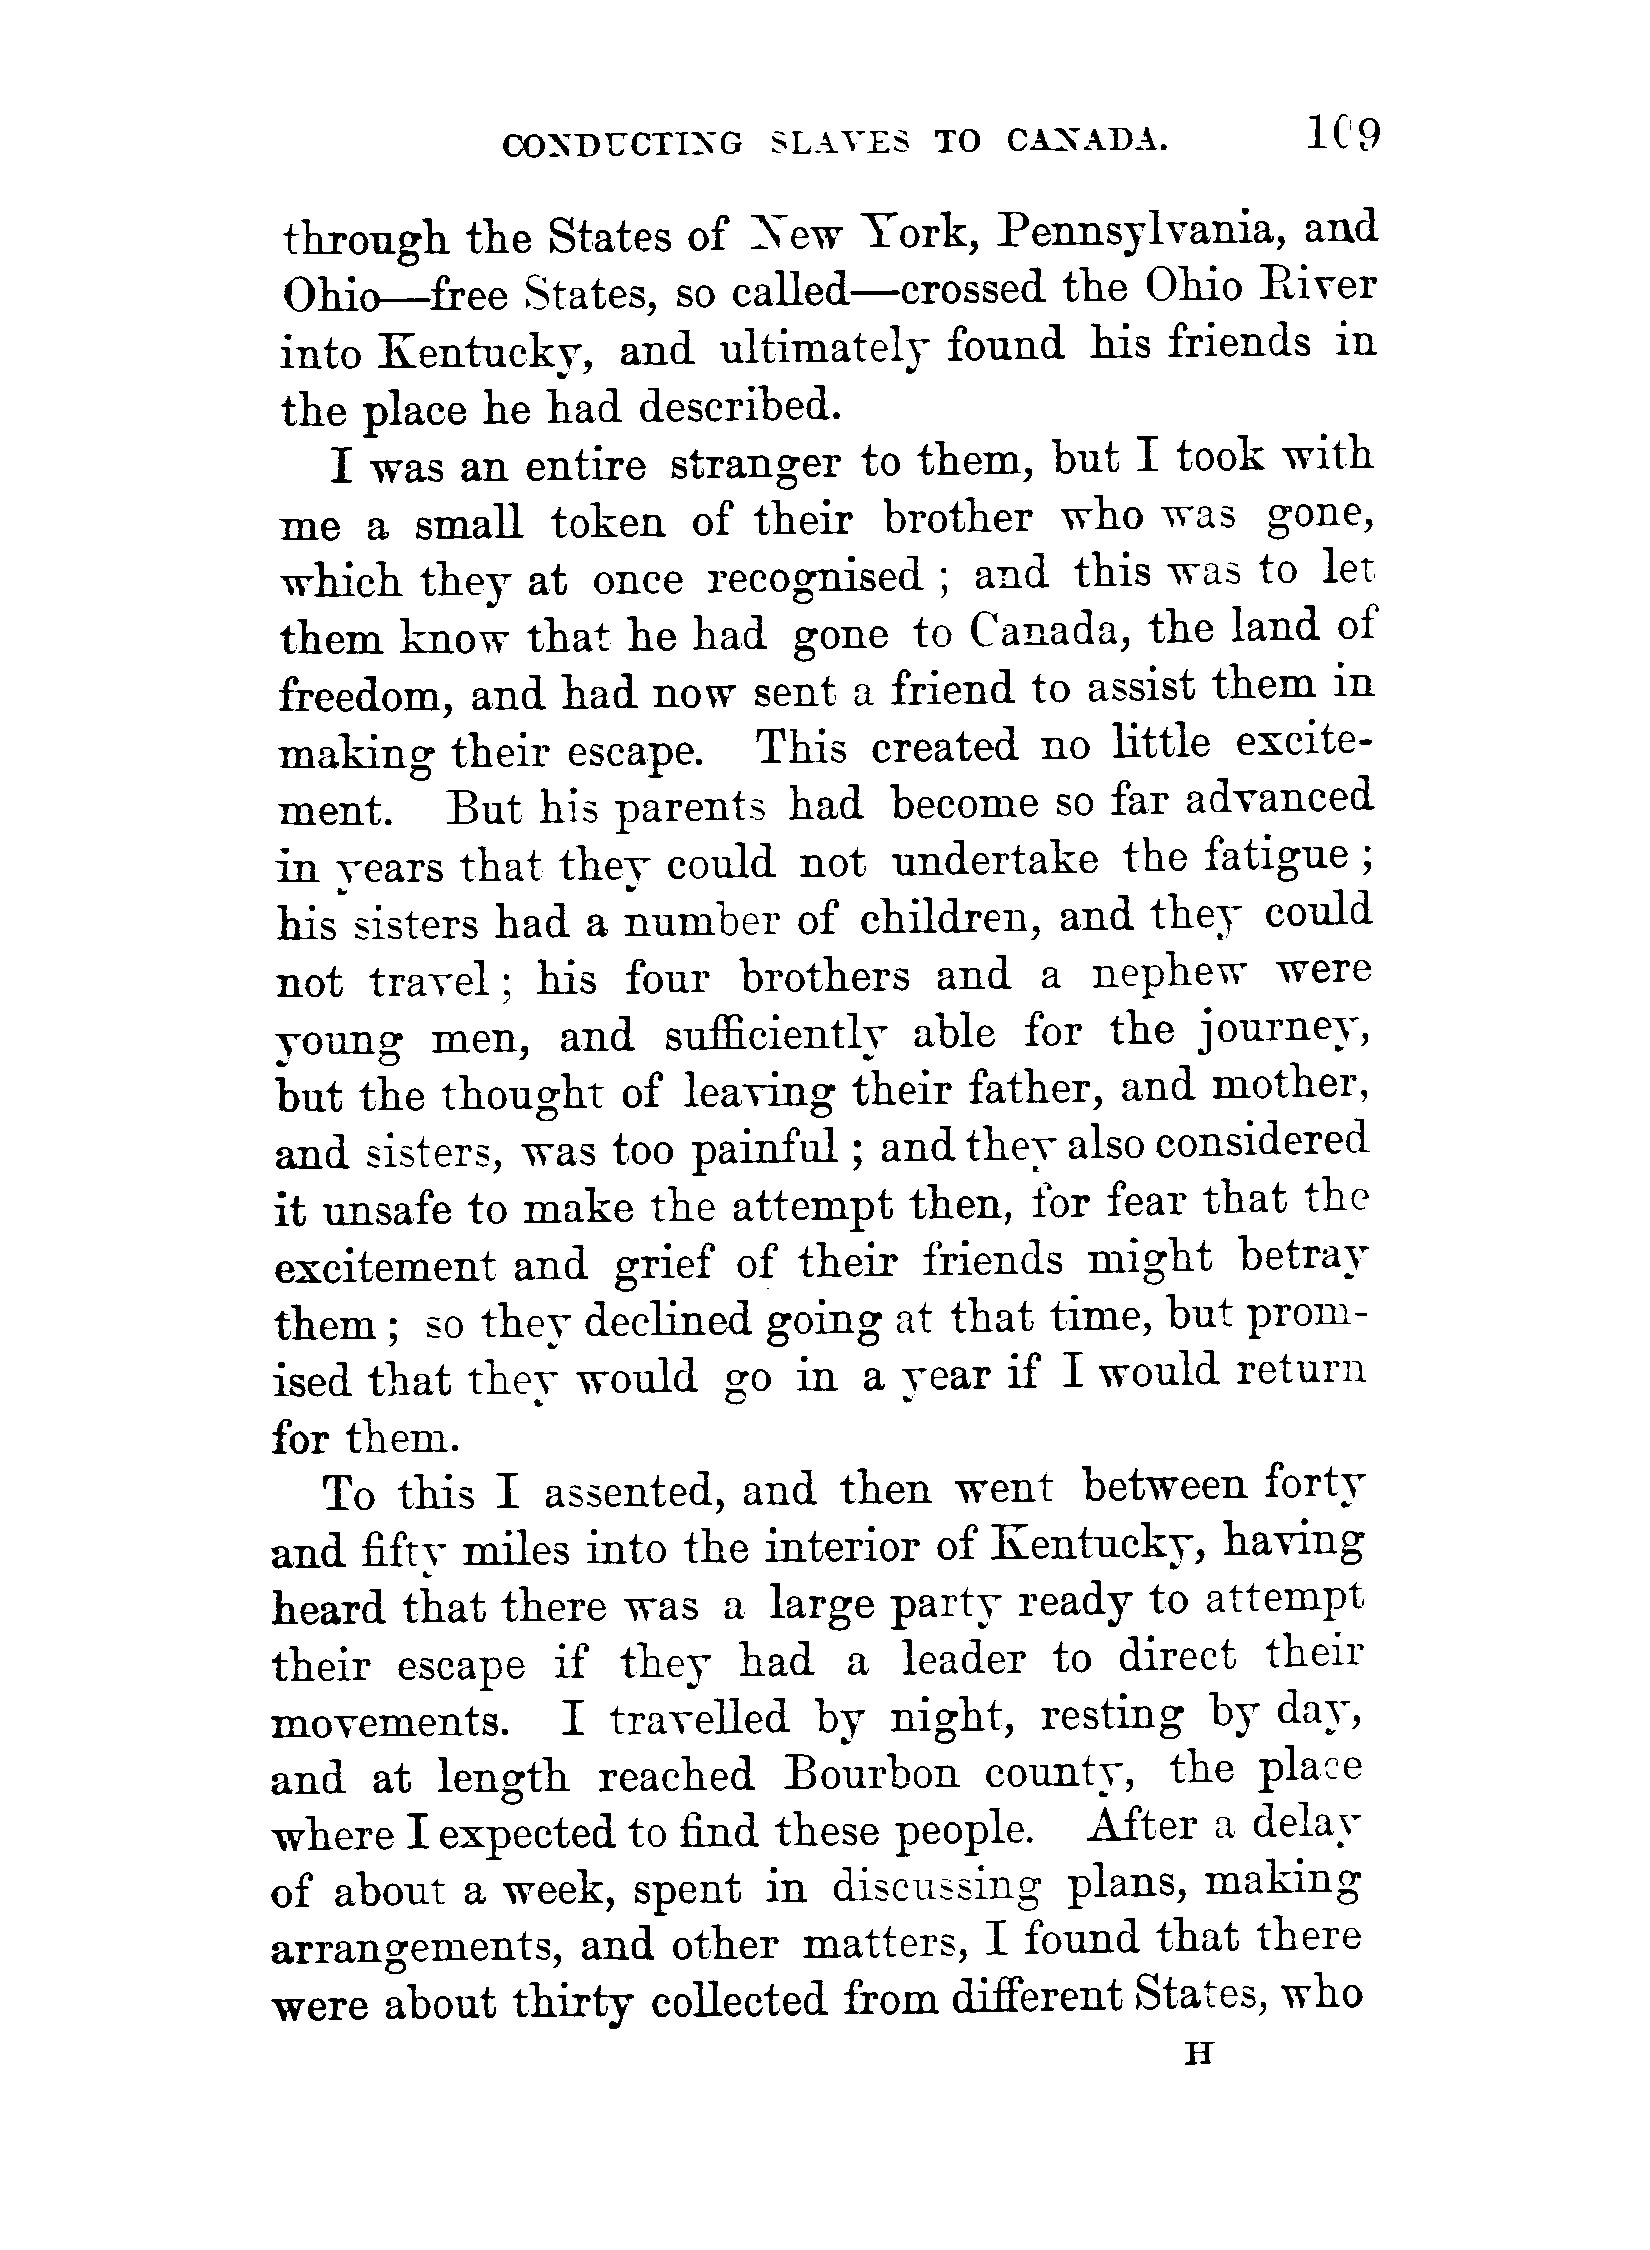 CONDUCTING SLAVES TO CANADA. 109
through the States of New York, Pennsylvania, and
Ohio—free States, so called—crossed the Ohio River
into Kentucky, and ultimately found his friends in
the place he had described.
I was an entire stranger to them, but I took with
me a small token of their brother who was gone,
which they at once recognised ; and this was to let
them know that he had gone to Canada, the land of
freedom, and had now sent a friend to assist them in
making their escape. This created no little excite-
ment. But his parents had become so far advanced
in years that they could not undertake the fatigue ;
his sisters had a number of children, and they could
not travel ; his four brothers and a nephew were
young men, and sufficiently able for the journey,
but the thought of leaving their father, and mother,
and sisters, was too painful ; and they also considered
it unsafe to make the attempt then, for fear that the
excitement and grief of their friends might betray
them ; so they declined going at that time, but prom-
ised that they would go in a year if I would return
for them.
To this I assented, and then went between forty
and fifty miles into the interior of Kentucky, having
heard that there was a large party ready to attempt
their escape if they had a leader to direct their
movements. I travelled by night, resting by day,
and at length reached Bourbon county, the place
where I expected to find these people. After a delay
of about a week, spent in discussing plans, making
arrangements, and other matters, I found that there
were about thirty collected from different States, who
H